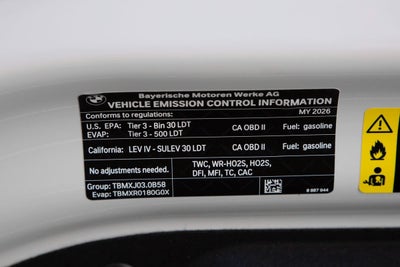 Bayerische Motoren Werke AG
VEHICLE EMISSION CONTROL INFORMATION
Conforms to regulations: MY 2026
U.S. EPA: Tier 3 - Bin 30 LDT CA OBD II Fuel: gasoline
EVAP: Tier 3 - 500 LDT
California: LEV IV - SULEV 30 LDT CA OBD II Fuel: gasoline
No adjustments needed. TWC, WR-HO2S, HO2S,
DFI, MFI, TC, CAC
Group: TBMXJ03.0B58
Evap: TBMXR0180G0X